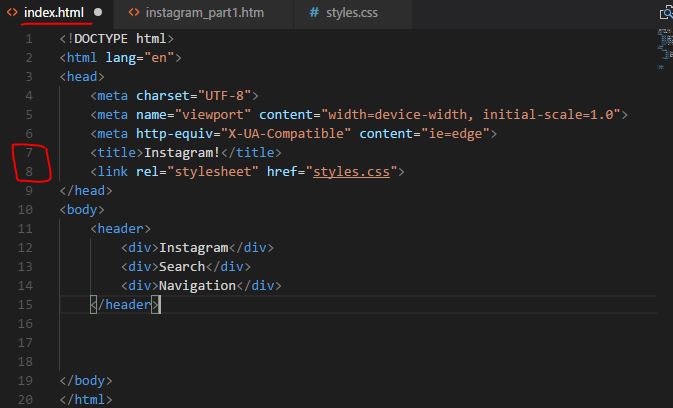 index.html instagram_part1.htm styles.css
1 <!DOCTYPE html>
2 <html lang="en">
3 <head>
4 <meta charset="UTF-8">
5 <meta name="viewport" content="width=device-width, initial-scale=1.0">
6 <meta http-equiv="X-UA-Compatible" content="ie=edge">
7 <title>Instagram!</title>
8 <link rel="stylesheet" href="styles.css">
9 </head>
10 <body>
11 <header>
12 <div>Instagram</div>
13 <div>Search</div>
14 <div>Navigation</div>
15 </header>
16
17
18
19 </body>
20 </html>